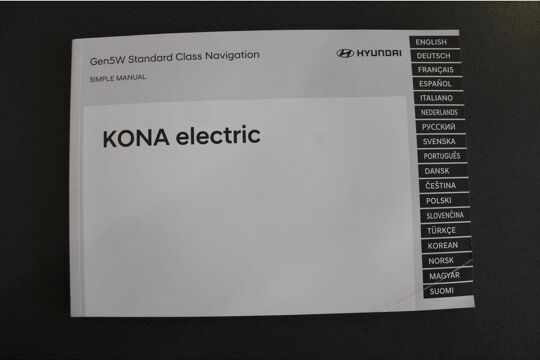 Gen5W Standard Class Navigation
SIMPLE MANUAL
HYUNDAI
KONA electric
ENGLISH
DEUTSCH
FRANÇAIS
ESPAÑOL
ITALIANO
NEDERLANDS
РУССКИЙ
SVENSKA
PORTUGUÊS
DANSK
ČEŠTINA
POLSKI
SLOVENČINA
TÜRKÇE
KOREAN
NORSK
MAGYAR
SUOMI